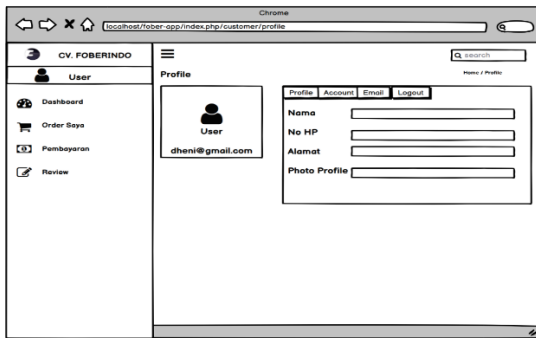 Chrome
localhost/fober-app/index.php/customer/profile
CV. FOBERINDO
User
Dashboard
Order Saya
Pembayaran
Review
search
Profile
Home / Profile
User
dheni@gmail.com
Profile Account Email Logout
Nama
No HP
Alamat
Photo Profile